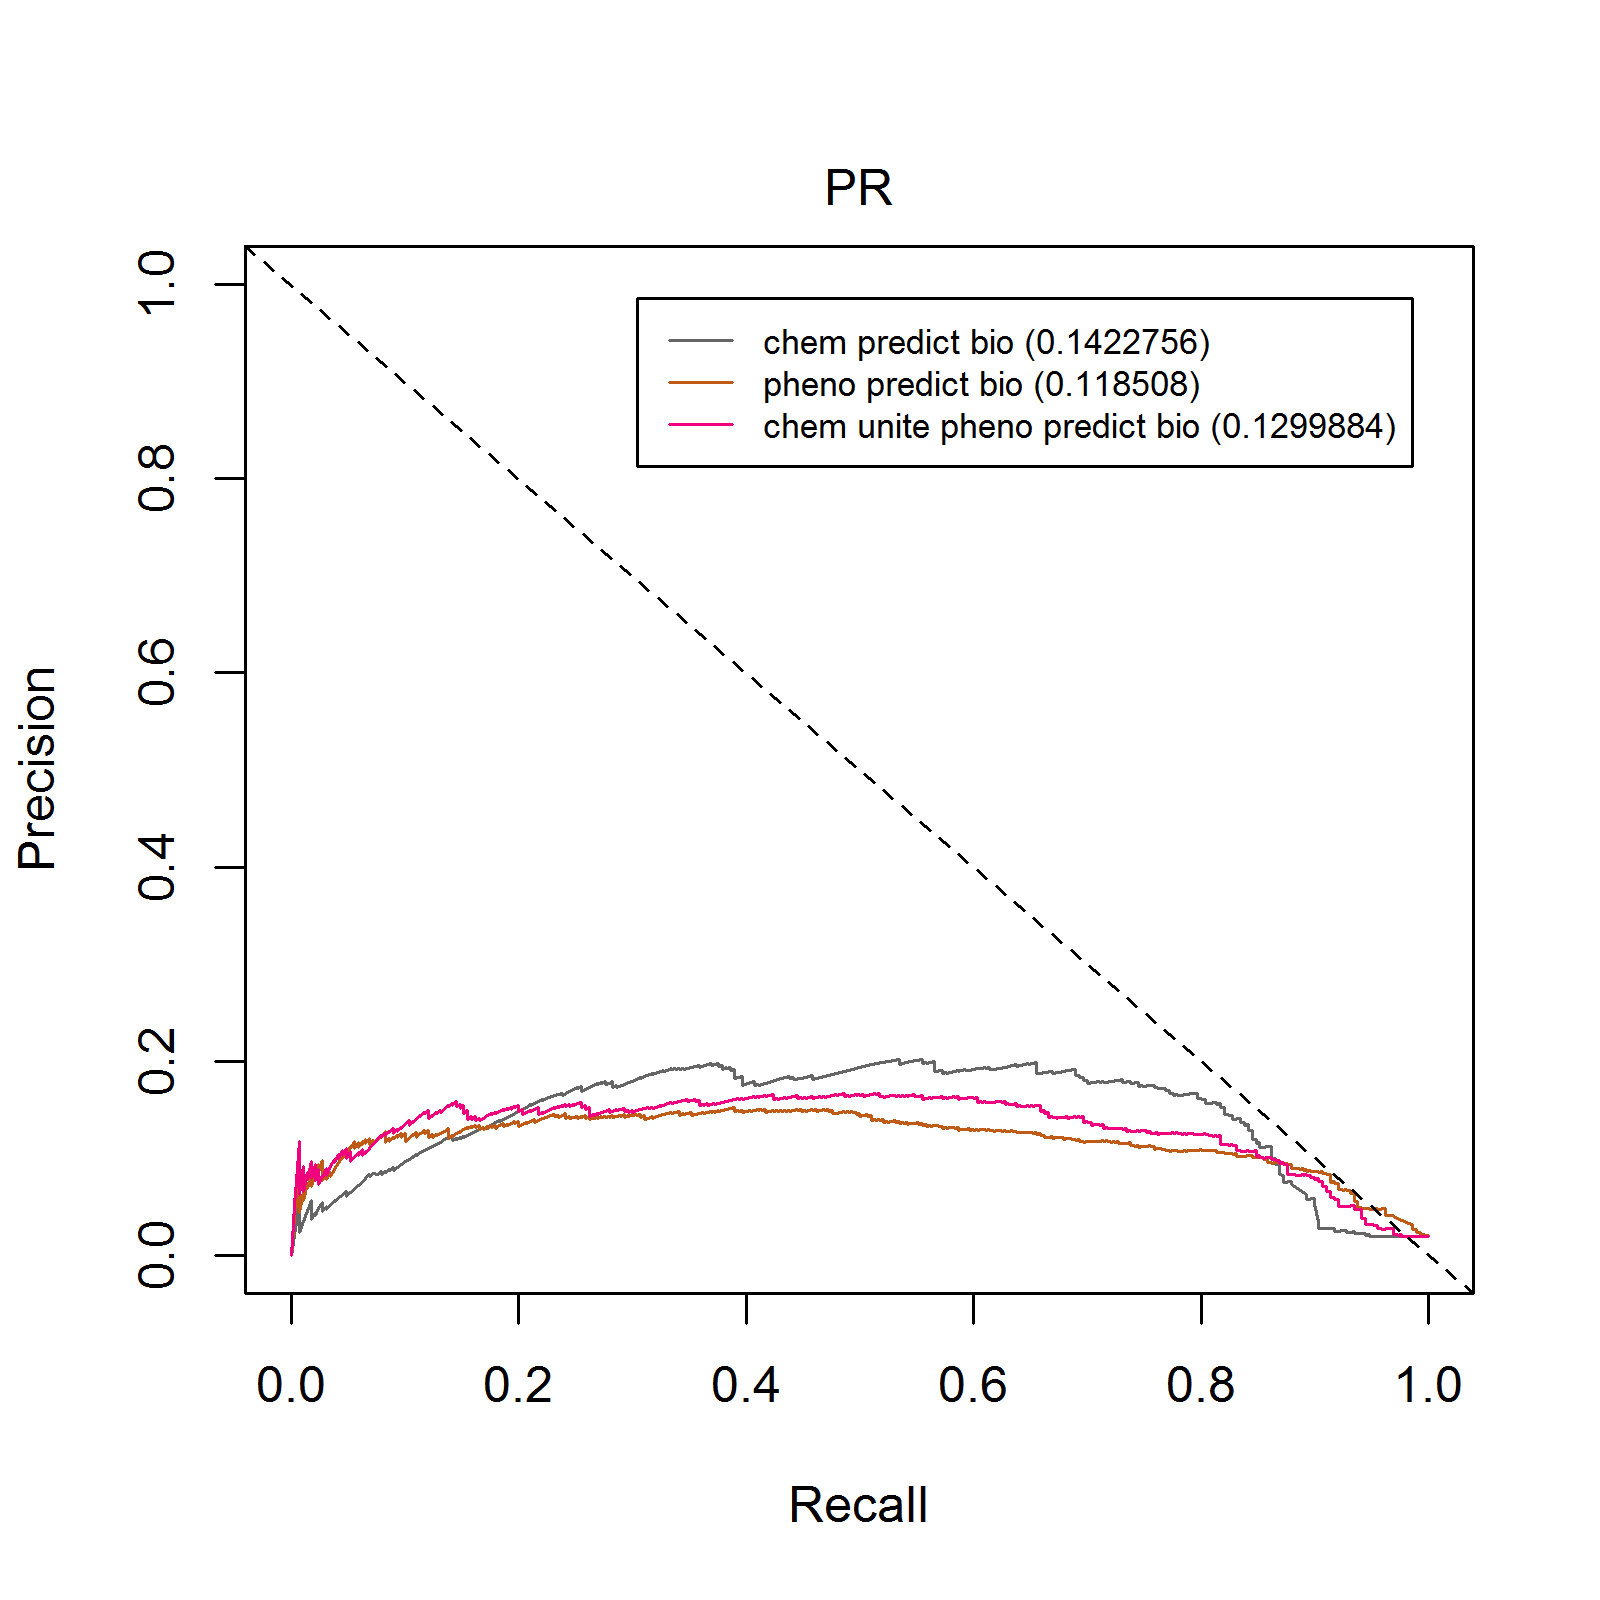 PR
chem predict bio (0.1422756)
pheno predict bio (0.118508)
chem unite pheno predict bio (0.1299884)
Precision
1.0
0.8
0.6
0.4
0.2
0.0
0.0 0.2 0.4 0.6 0.8 1.0
Recall